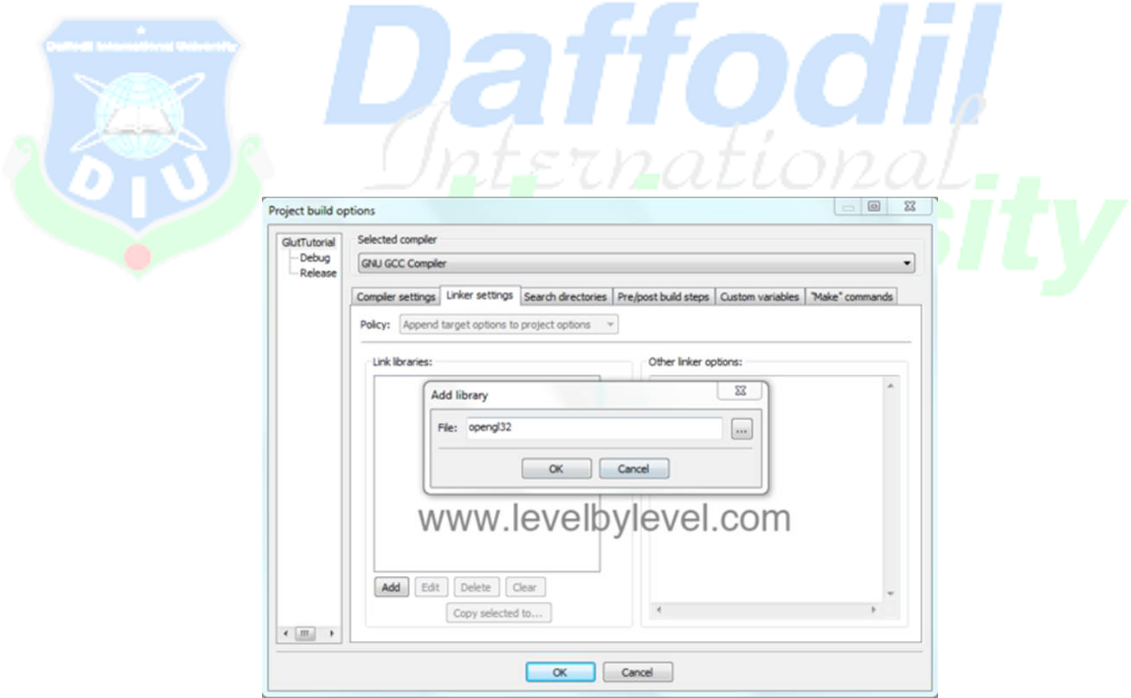 Daffodil International University
DIU
Daffodil
International
sity
Project build options
GlutTutorial
Debug
Release
Selected compiler
GNU GCC Compiler
Compiler settings Linker settings Search directories Pre/post build steps Custom variables "Make" commands
Policy: Append target options to project options
Link libraries:
Other linker options:
Add library
File: opengl32
...
OK Cancel
www.levelbylevel.com
Add Edit Delete Clear
Copy selected to...
OK Cancel